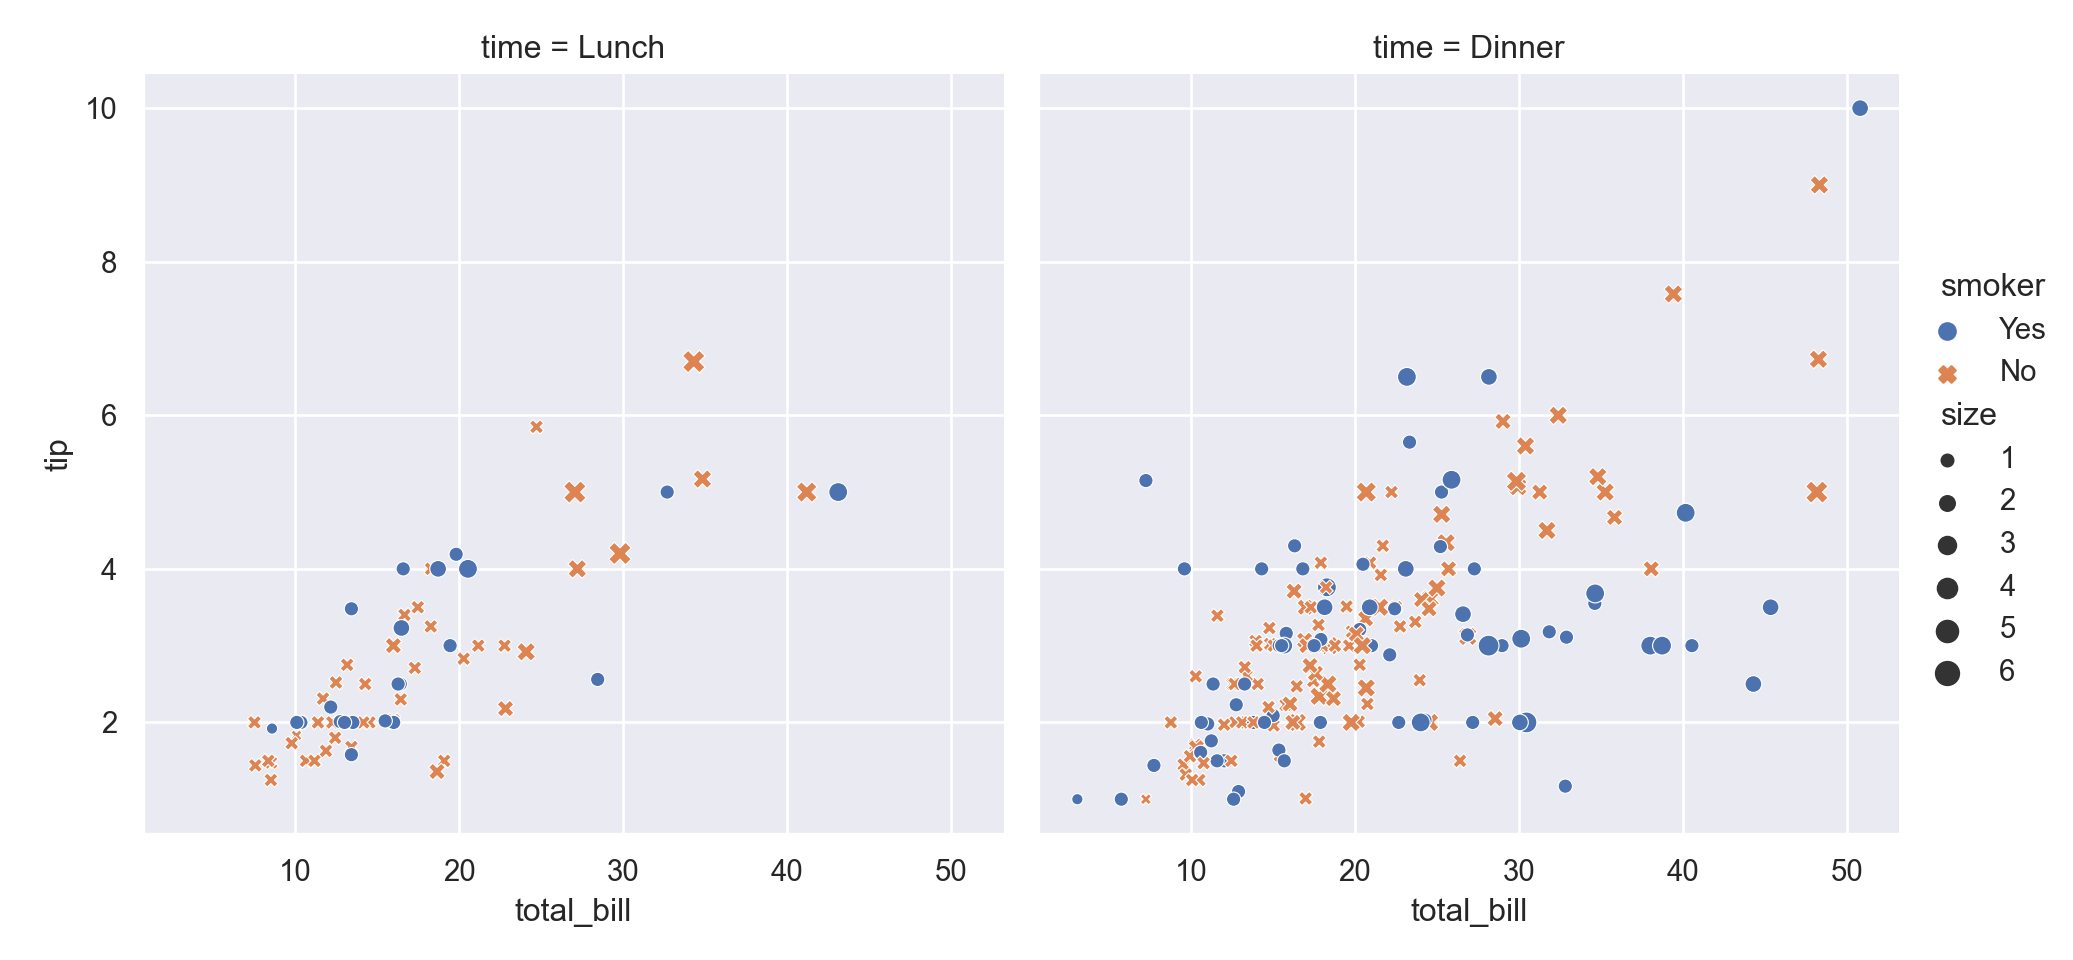 time = Lunch
time = Dinner
10
8
6
4
2
tip
10 20 30 40 50
10 20 30 40 50
total_bill
total_bill
smoker
Yes
No
size
1
2
3
4
5
6